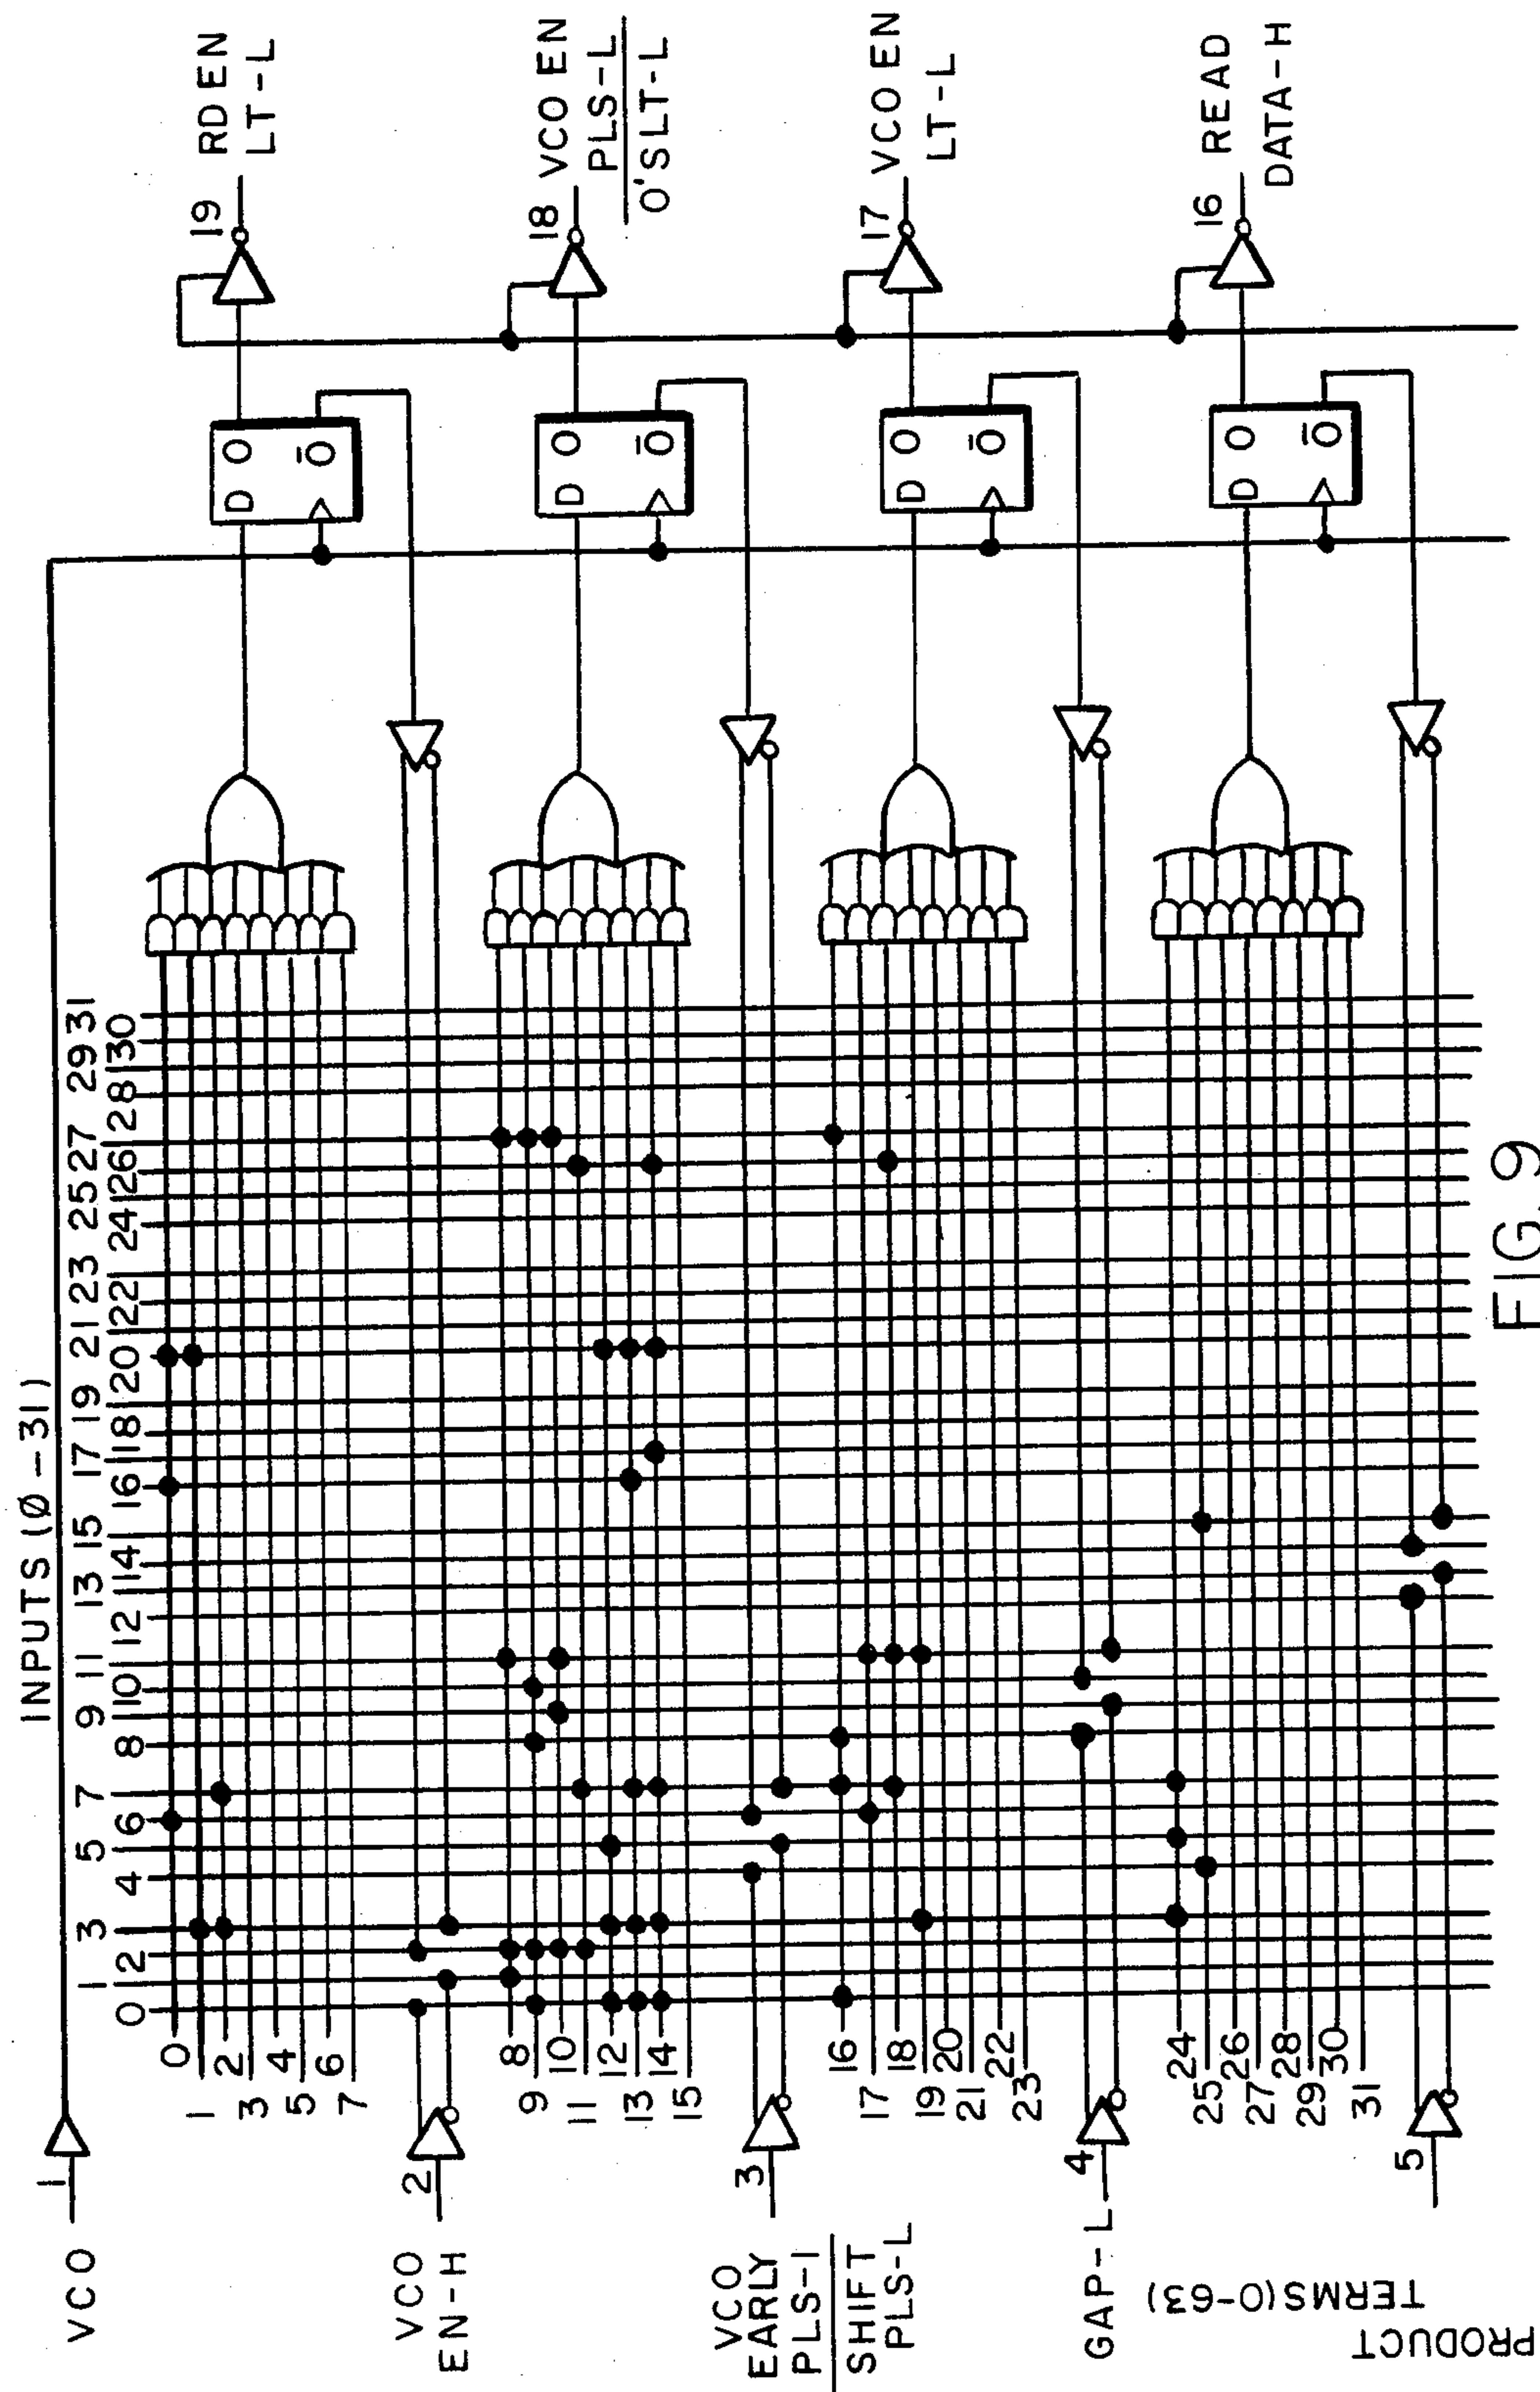 INPUTS (Ø-31)
0 1 2 3 4 5 6 7 8 9 10 11 12 13 14 15 16 17 18 19 20 21 21 22 23 24 25 26 27 28 29 30 31
VCO
1
0
1
2
3
4
5
6
7
D O
O̅
19
RD EN
LT-L
VCO
EN-H
2
8
9
10
11
12
13
14
15
D O
O̅
18
VCO EN
PLS-L
O'SLT-L
VCO
EARLY
PLS-1
SHIFT
PLS-L
3
16
17
18
19
20
21
22
23
D O
O̅
17
VCO EN
LT-L
GAP-L
4
24
25
26
27
28
29
30
31
D O
O̅
16
READ
DATA-H
5
PRODUCT
TERMS(0-63)
FIG. 9